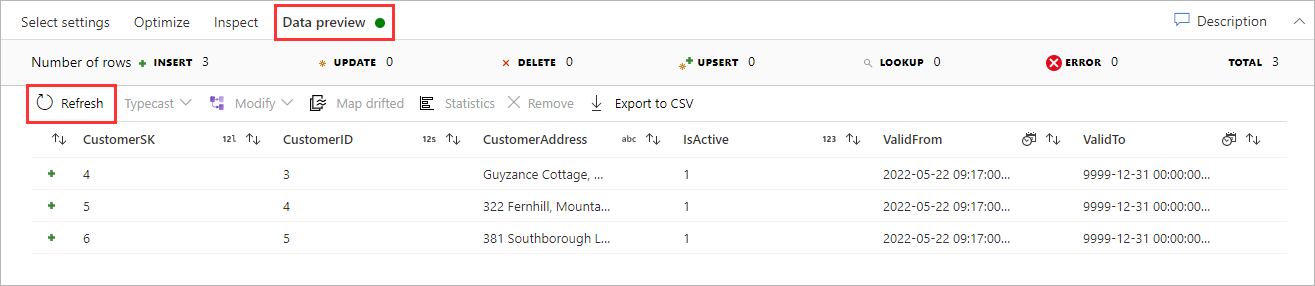 Select settings Optimize Inspect Data preview Description
Number of rows INSERT 3 UPDATE 0 DELETE 0 UPSERT 0 LOOKUP 0 ERROR 0 TOTAL 3
Refresh Typecast Modify Map drifted Statistics Remove Export to CSV
CustomerSK 12l CustomerID 12s CustomerAddress abc IsActive 123 ValidFrom ValidTo
4 3 Guyzance Cottage, ... 1 2022-05-22 09:17:00... 9999-12-31 00:00:00...
5 4 322 Fernhill, Mounta... 1 2022-05-22 09:17:00... 9999-12-31 00:00:00...
6 5 381 Southborough L... 1 2022-05-22 09:17:00... 9999-12-31 00:00:00...